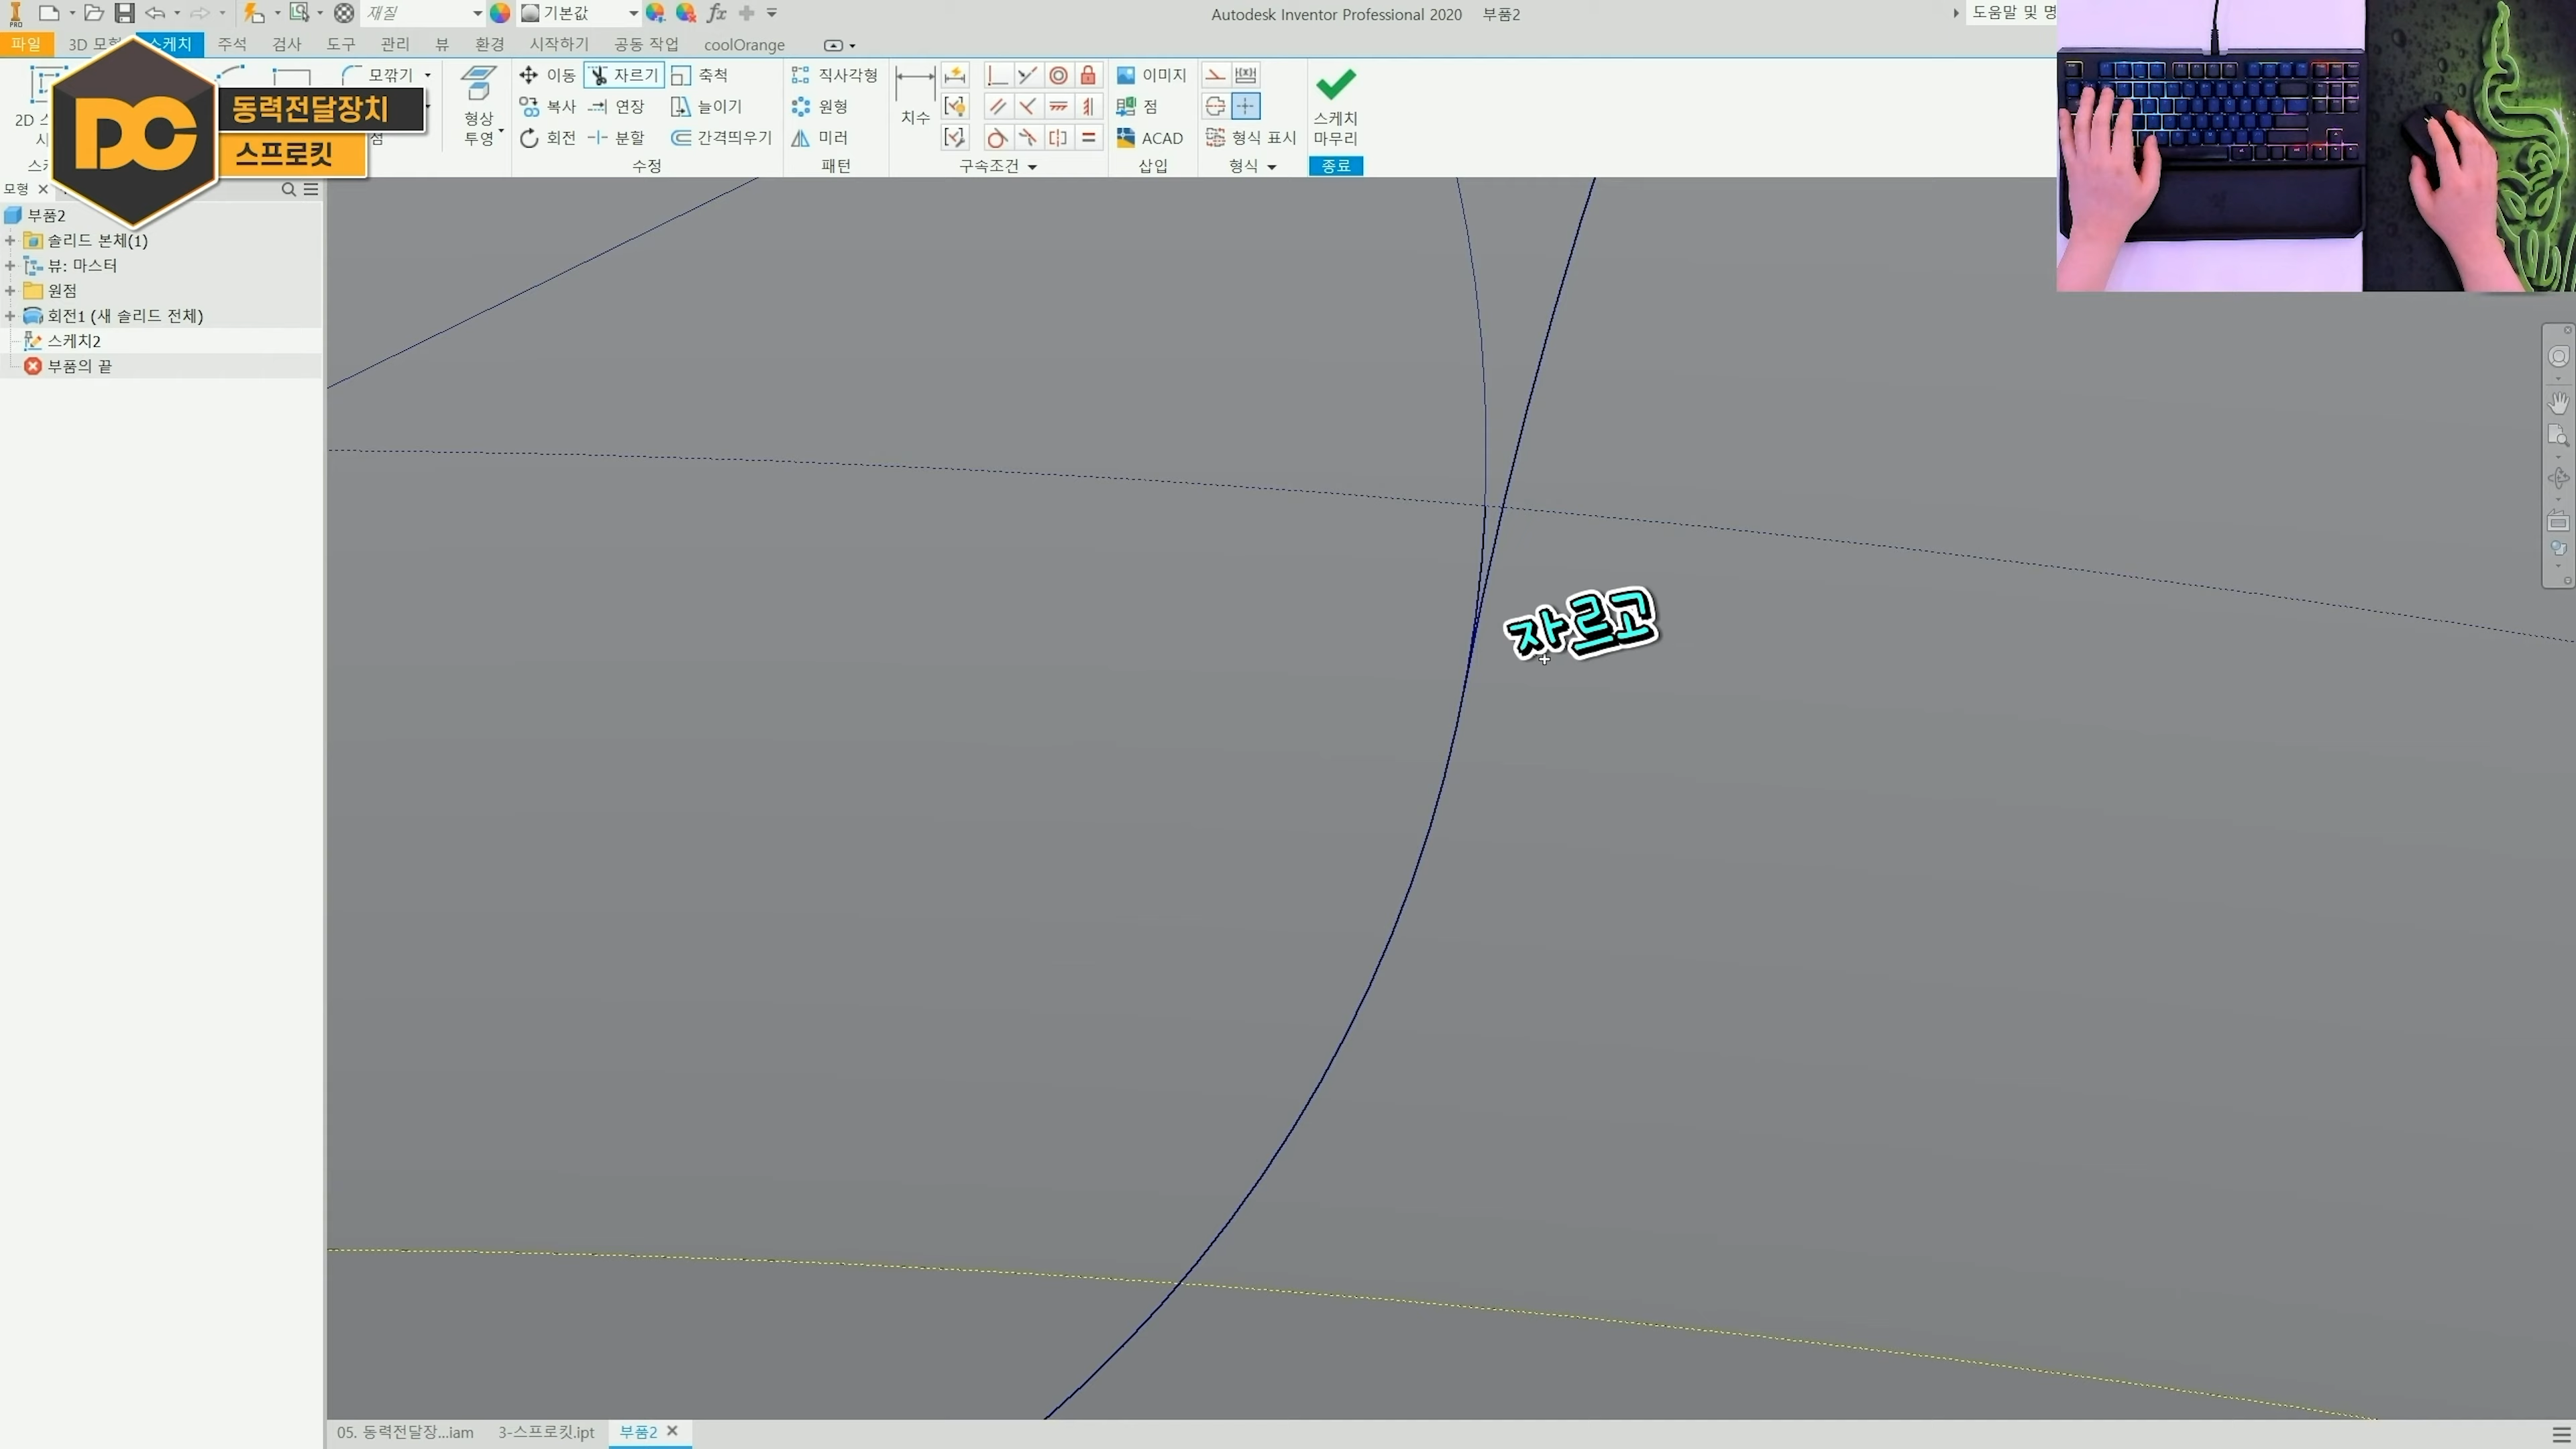 재질
기본값
Autodesk Inventor Professional 2020 부품2
도움말 및 명
파일
3D 모형
스케치
주석
검사
도구
관리
뷰
환경
시작하기
공동 작업
coolOrange
DC
동력전달장치
스프로킷
모깎기
형상
투영
이동
자르기
축척
복사
연장
늘이기
회전
분할
간격띄우기
수정
직사각형
원형
미러
패턴
치수
구속조건
이미지
점
ACAD
삽입
형식 표시
형식
스케치
마무리
종료
모형
부품2
솔리드 본체(1)
뷰: 마스터
원점
회전1 (새 솔리드 전체)
스케치2
부품의 끝
자르고
05. 동력전달장...iam
3-스프로킷.ipt
부품2